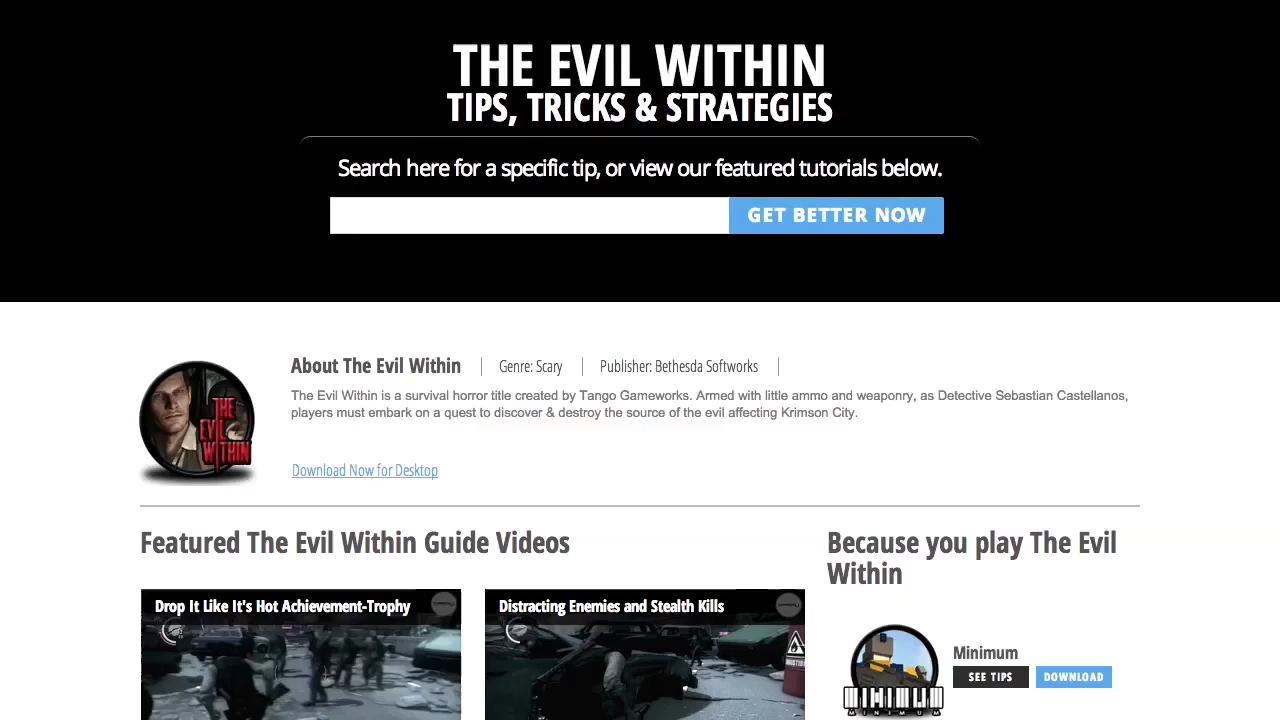 THE EVIL WITHIN
TIPS, TRICKS & STRATEGIES
Search here for a specific tip, or view our featured tutorials below.
GET BETTER NOW
About The Evil Within
Genre: Scary
Publisher: Bethesda Softworks
The Evil Within is a survival horror title created by Tango Gameworks. Armed with little ammo and weaponry, as Detective Sebastian Castellanos,
players must embark on a quest to discover & destroy the source of the evil affecting Krimson City.
THE
EVIL
WITHIN
Download Now for Desktop
Featured The Evil Within Guide Videos
Because you play The Evil
Within
Drop It Like It's Hot Achievement-Trophy
Distracting Enemies and Stealth Kills
Minimum
SEE TIPS
DOWNLOAD
MINIMUM
MINIMUM